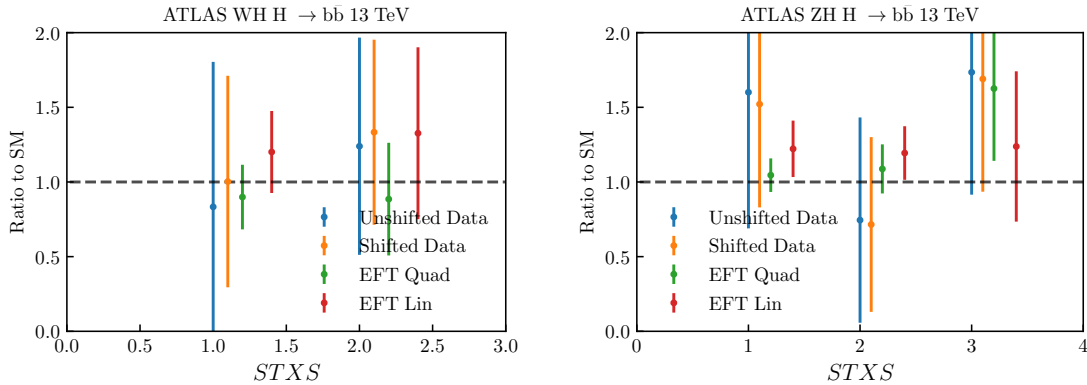 ATLAS WH H → bb̄ 13 TeV
Ratio to SM
2.0
1.5
1.0
0.5
0.0
Unshifted Data
Shifted Data
EFT Quad
EFT Lin
0.0 0.5 1.0 1.5 2.0 2.5 3.0
STXS
ATLAS ZH H → bb̄ 13 TeV
Ratio to SM
2.0
1.5
1.0
0.5
0.0
Unshifted Data
Shifted Data
EFT Quad
EFT Lin
0 1 2 3 4
STXS